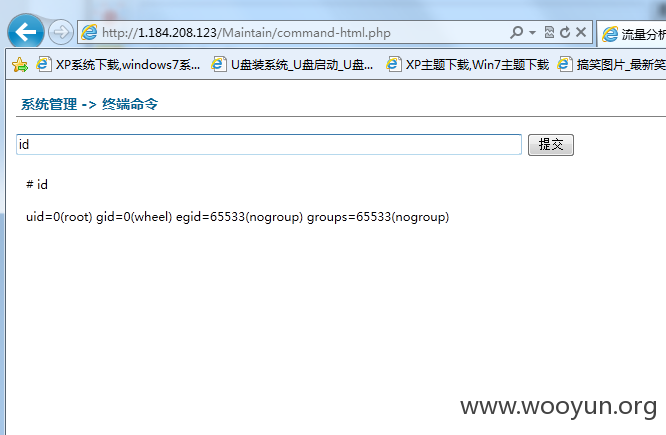 http://1.184.208.123/Maintain/command-html.php
流量分析
XP系统下载,windows7系... U盘装系统_U盘启动_U盘... XP主题下载,Win7主题下载 搞笑图片_最新笑
系统管理 -> 终端命令
id 提交
# id
uid=0(root) gid=0(wheel) egid=65533(nogroup) groups=65533(nogroup)
www.wooyun.org